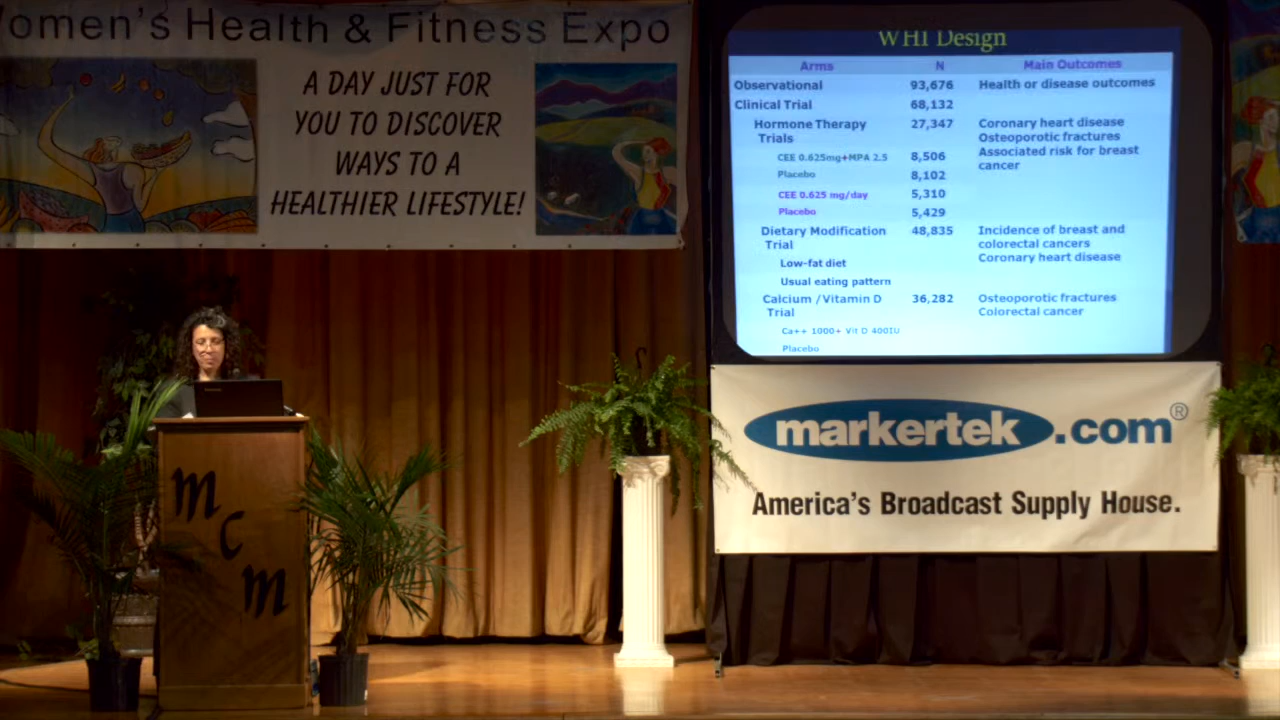 omen's Health & Fitness Expo
A DAY JUST FOR
YOU TO DISCOVER
WAYS TO A
HEALTHIER LIFESTYLE!
WHI Design
Arms N Main Outcomes
Observational 93,676 Health or disease outcomes
Clinical Trial 68,132
Hormone Therapy 27,347 Coronary heart disease
Trials Osteoporotic fractures
CEE 0.625mg+MPA 2.5 8,506 Associated risk for breast
cancer
Placebo 8,102
CEE 0.625 mg/day 5,310
Placebo 5,429
Dietary Modification 48,835 Incidence of breast and
Trial colorectal cancers
Low-fat diet Coronary heart disease
Usual eating pattern
Calcium /Vitamin D 36,282 Osteoporotic fractures
Trial Colorectal cancer
Ca++ 1000+ Vit D 400IU
Placebo
markertek.com®
America's Broadcast Supply House.
m
c
m